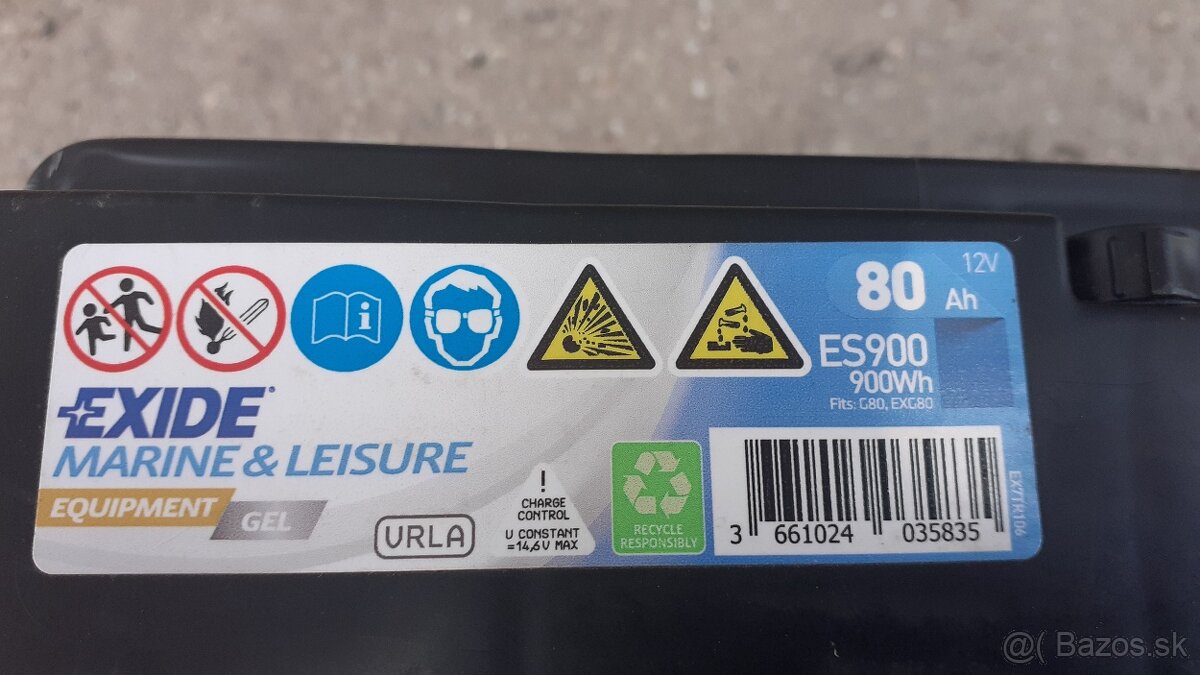 80 Ah 12V
ES900
900Wh
Fits: G80, EXG80
EXIDE®
MARINE & LEISURE
EQUIPMENT
GEL
VRLA
!
CHARGE
CONTROL
U CONSTANT
=14,6V MAX
RECYCLE
RESPONSIBLY
3 661024 035835
EX7TR106
@( Bazos.sk